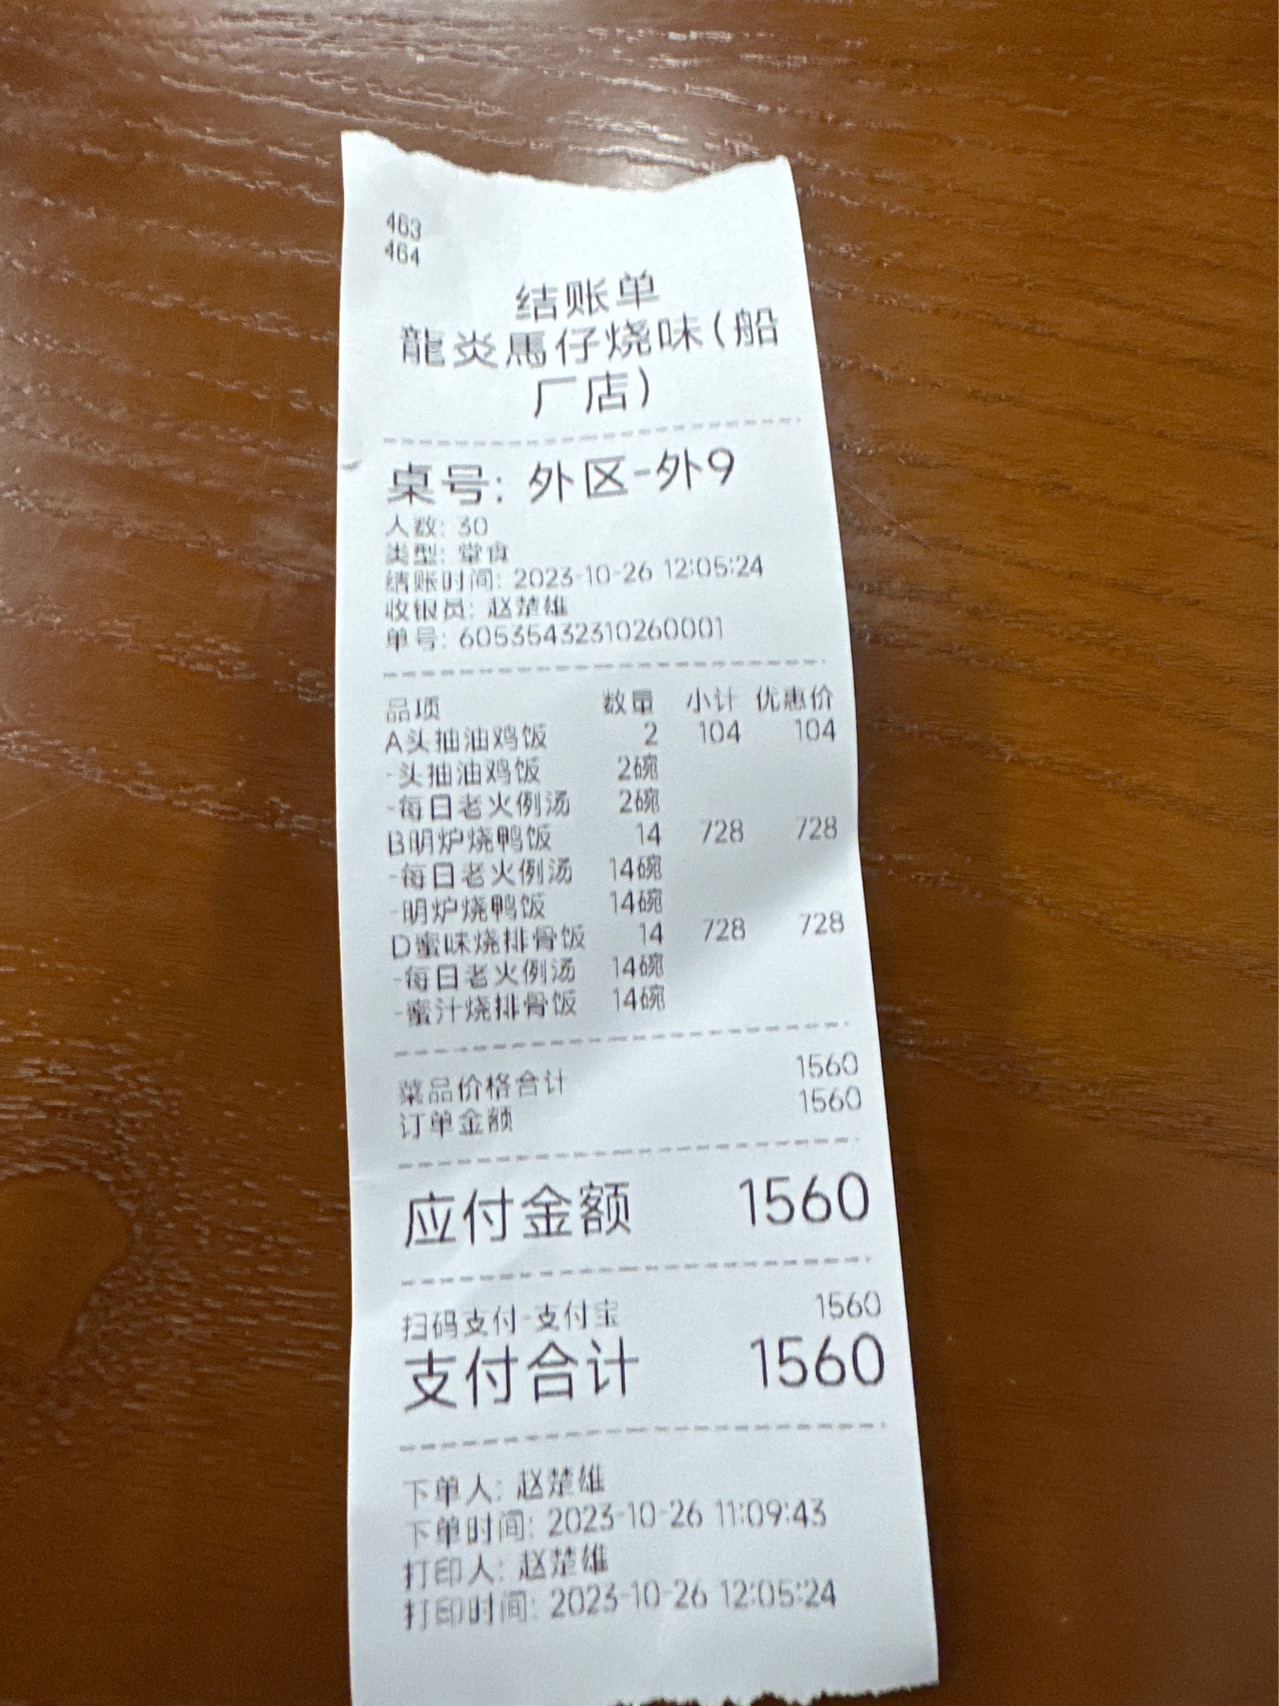 463
464
结账单
龍炎馬仔烧味(船
厂店)
桌号: 外区-外9
人数: 30
类型: 堂食
结账时间: 2023-10-26 12:05:24
收银员: 赵楚雄
单号: 60535432310260001
品项 数量 小计 优惠价
A头抽油鸡饭 2 104 104
-头抽油鸡饭 2碗
-每日老火例汤 2碗
B明炉烧鸭饭 14 728 728
-每日老火例汤 14碗
-明炉烧鸭饭 14碗
D蜜味烧排骨饭 14 728 728
-每日老火例汤 14碗
-蜜汁烧排骨饭 14碗
菜品价格合计 1560
订单金额 1560
应付金额 1560
扫码支付-支付宝 1560
支付合计 1560
下单人: 赵楚雄
下单时间: 2023-10-26 11:09:43
打印人: 赵楚雄
打印时间: 2023-10-26 12:05:24